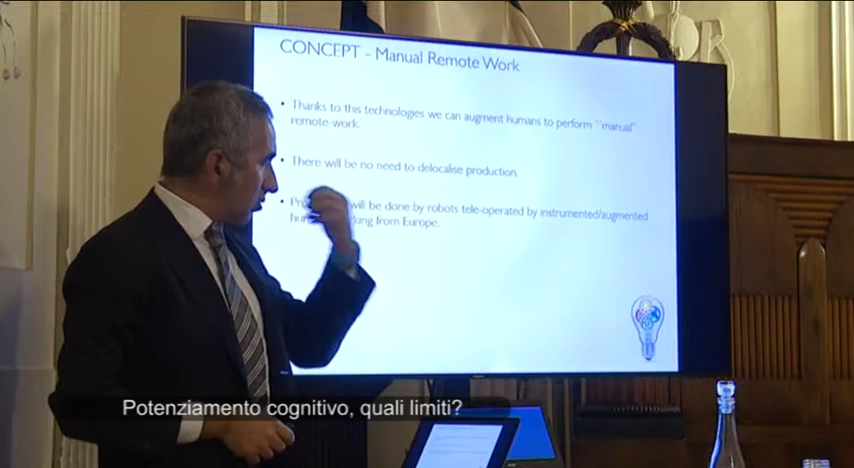 CONCEPT - Manual Remote Work
• Thanks to this technologies we can augment humans to perform ``manual''
remote-work.
• There will be no need to delocalise production.
• will be done by robots tele-operated by instrumented/augmented
from Europe.
Potenziamento cognitivo, quali limiti?